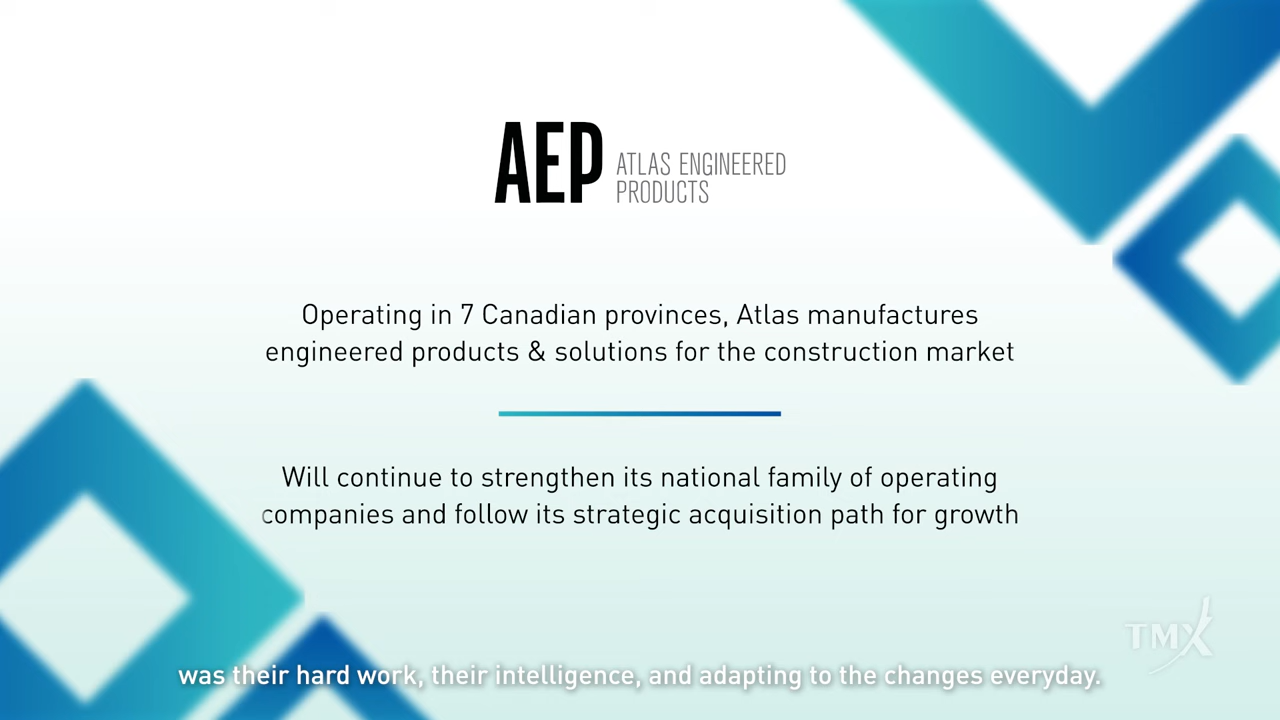 AEP ATLAS ENGINEERED
PRODUCTS
Operating in 7 Canadian provinces, Atlas manufactures
engineered products & solutions for the construction market
Will continue to strengthen its national family of operating
companies and follow its strategic acquisition path for growth
TMX
was their hard work, their intelligence, and adapting to the changes everyday.